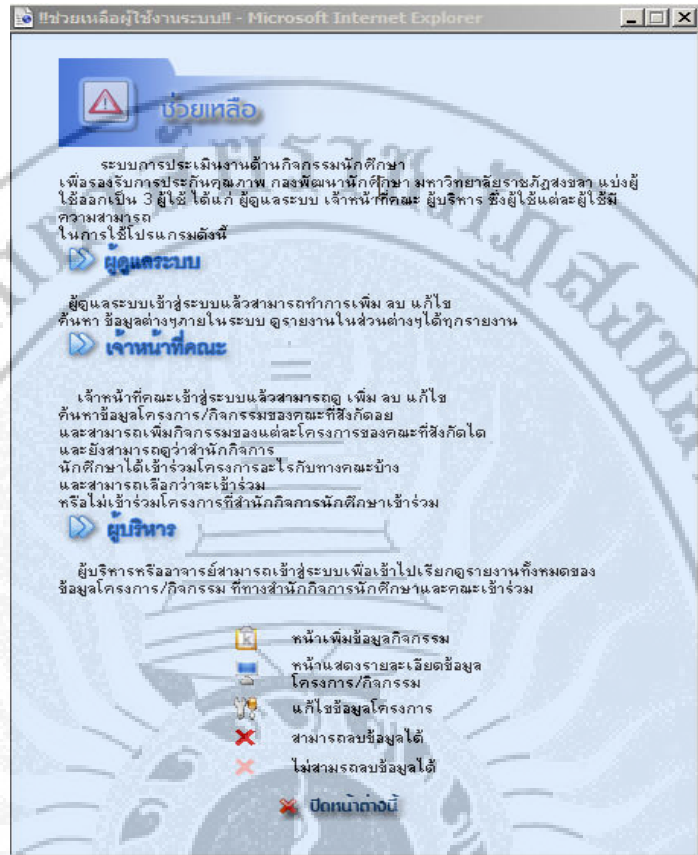 !!ช่วยเหลือผู้ใช้งานระบบ!! - Microsoft Internet Explorer
ช่วยเหลือ
ระบบการประเมินงานด้านกิจกรรมนักศึกษา
เพื่อรองรับการประกันคุณภาพ กองพัฒนานักศึกษา มหาวิทยาลัยราชภัฏสงขลา แบ่งผู้
ใช้ออกเป็น 3 ผู้ใช้ ได้แก่ ผู้ดูแลระบบ เจ้าหน้าที่คณะ ผู้บริหาร ซึ่งผู้ใช้แต่ละผู้ใช้มี
ความสามารถ
ในการใช้โปรแกรมดังนี้
ผู้ดูแลระบบ
ผู้ดูแลระบบเข้าสู่ระบบแล้วสามารถทำการเพิ่ม ลบ แก้ไข
ค้นหา ข้อมูลต่างๆภายในระบบ ดูรายงานในส่วนต่างๆได้ทุกรายงาน
เจ้าหน้าที่คณะ
เจ้าหน้าที่คณะเข้าสู่ระบบแล้วสามารถดู เพิ่ม ลบ แก้ไข
ค้นหาข้อมูลโครงการ/กิจกรรมของคณะที่สังกัดอย
และสามารถเพิ่มกิจกรรมของแต่ละโครงการของคณะที่สังกัดได
และยังสามารถดูว่าสำนักกิจการ
นักศึกษาได้เข้าร่วมโครงการอะไรกับทางคณะบ้าง
และสามารถเลือกว่าจะเข้าร่วม
หรือไม่เข้าร่วมโครงการที่สำนักกิจการนักศึกษาเข้าร่วม
ผู้บริหาร
ผู้บริหารหรืออาจารย์สามารถเข้าสู่ระบบเพื่อเข้าไปเรียกดูรายงานทั้งหมดของ
ข้อมูลโครงการ/กิจกรรม ที่ทางสำนักกิจการนักศึกษาและคณะเข้าร่วม
หน้าเพิ่มข้อมูลกิจกรรม
หน้าแสดงรายละเอียดข้อมูล
โครงการ/กิจกรรม
แก้ไขข้อมูลโครงการ
สามารถลบข้อมูลได้
ไม่สามรถลบข้อมูลได้
ปิดหน้าต่างนี้